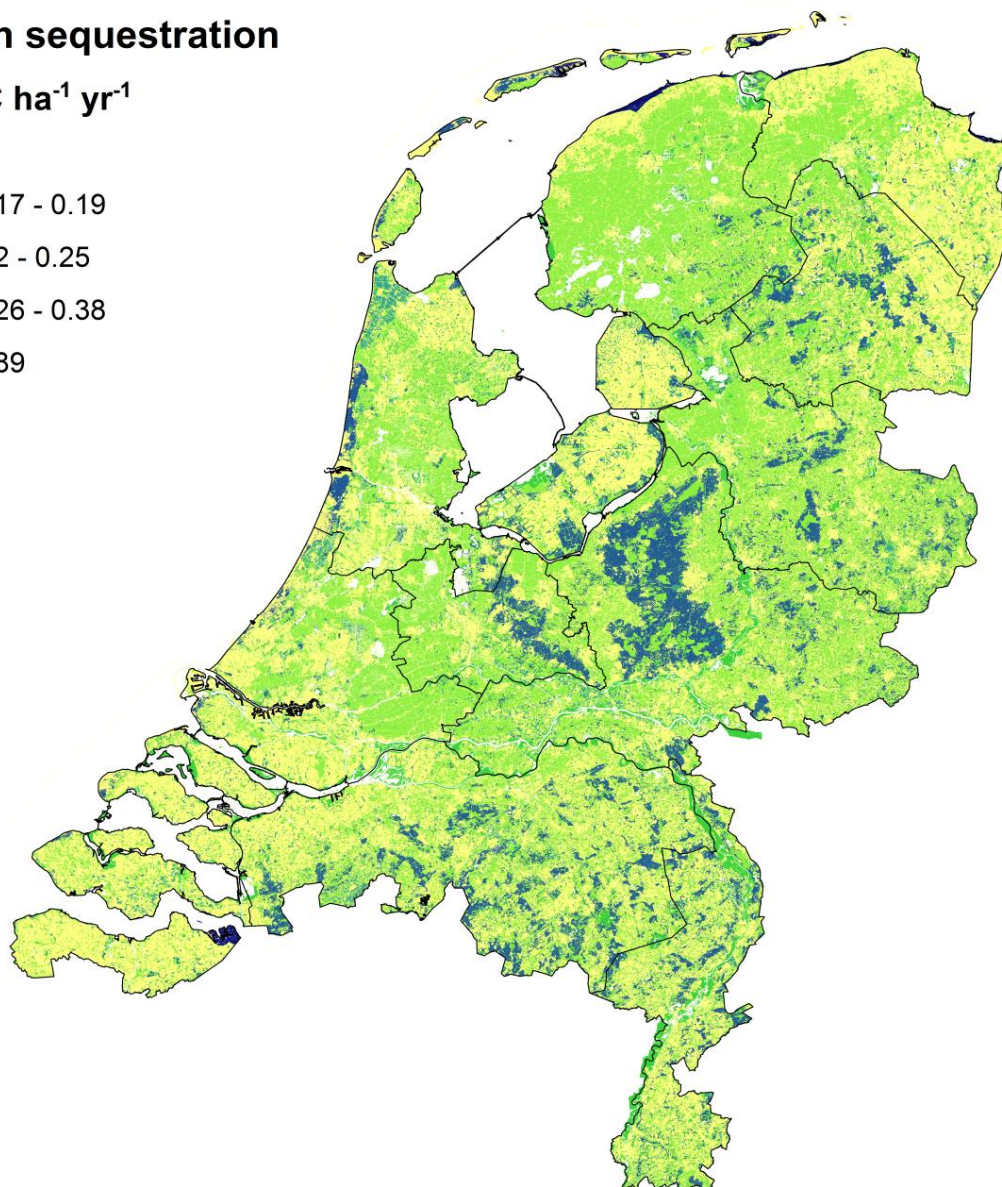 n sequestration
C ha⁻¹ yr⁻¹
17 - 0.19
2 - 0.25
26 - 0.38
39